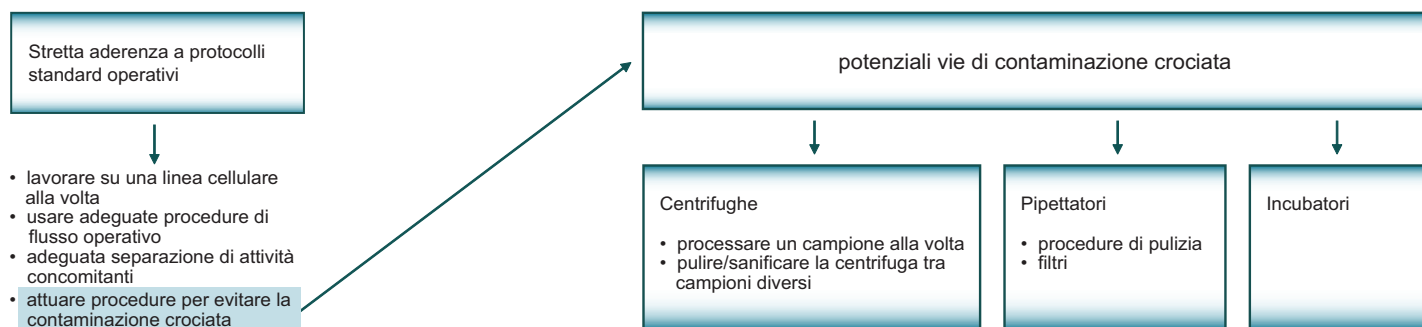 Stretta aderenza a protocolli
standard operativi
• lavorare su una linea cellulare
alla volta
• usare adeguate procedure di
flusso operativo
• adeguata separazione di attività
concomitanti
• attuare procedure per evitare la
contaminazione crociata
potenziali vie di contaminazione crociata
Centrifughe
• processare un campione alla volta
• pulire/sanificare la centrifuga tra
campioni diversi
Pipettatori
• procedure di pulizia
• filtri
Incubatori